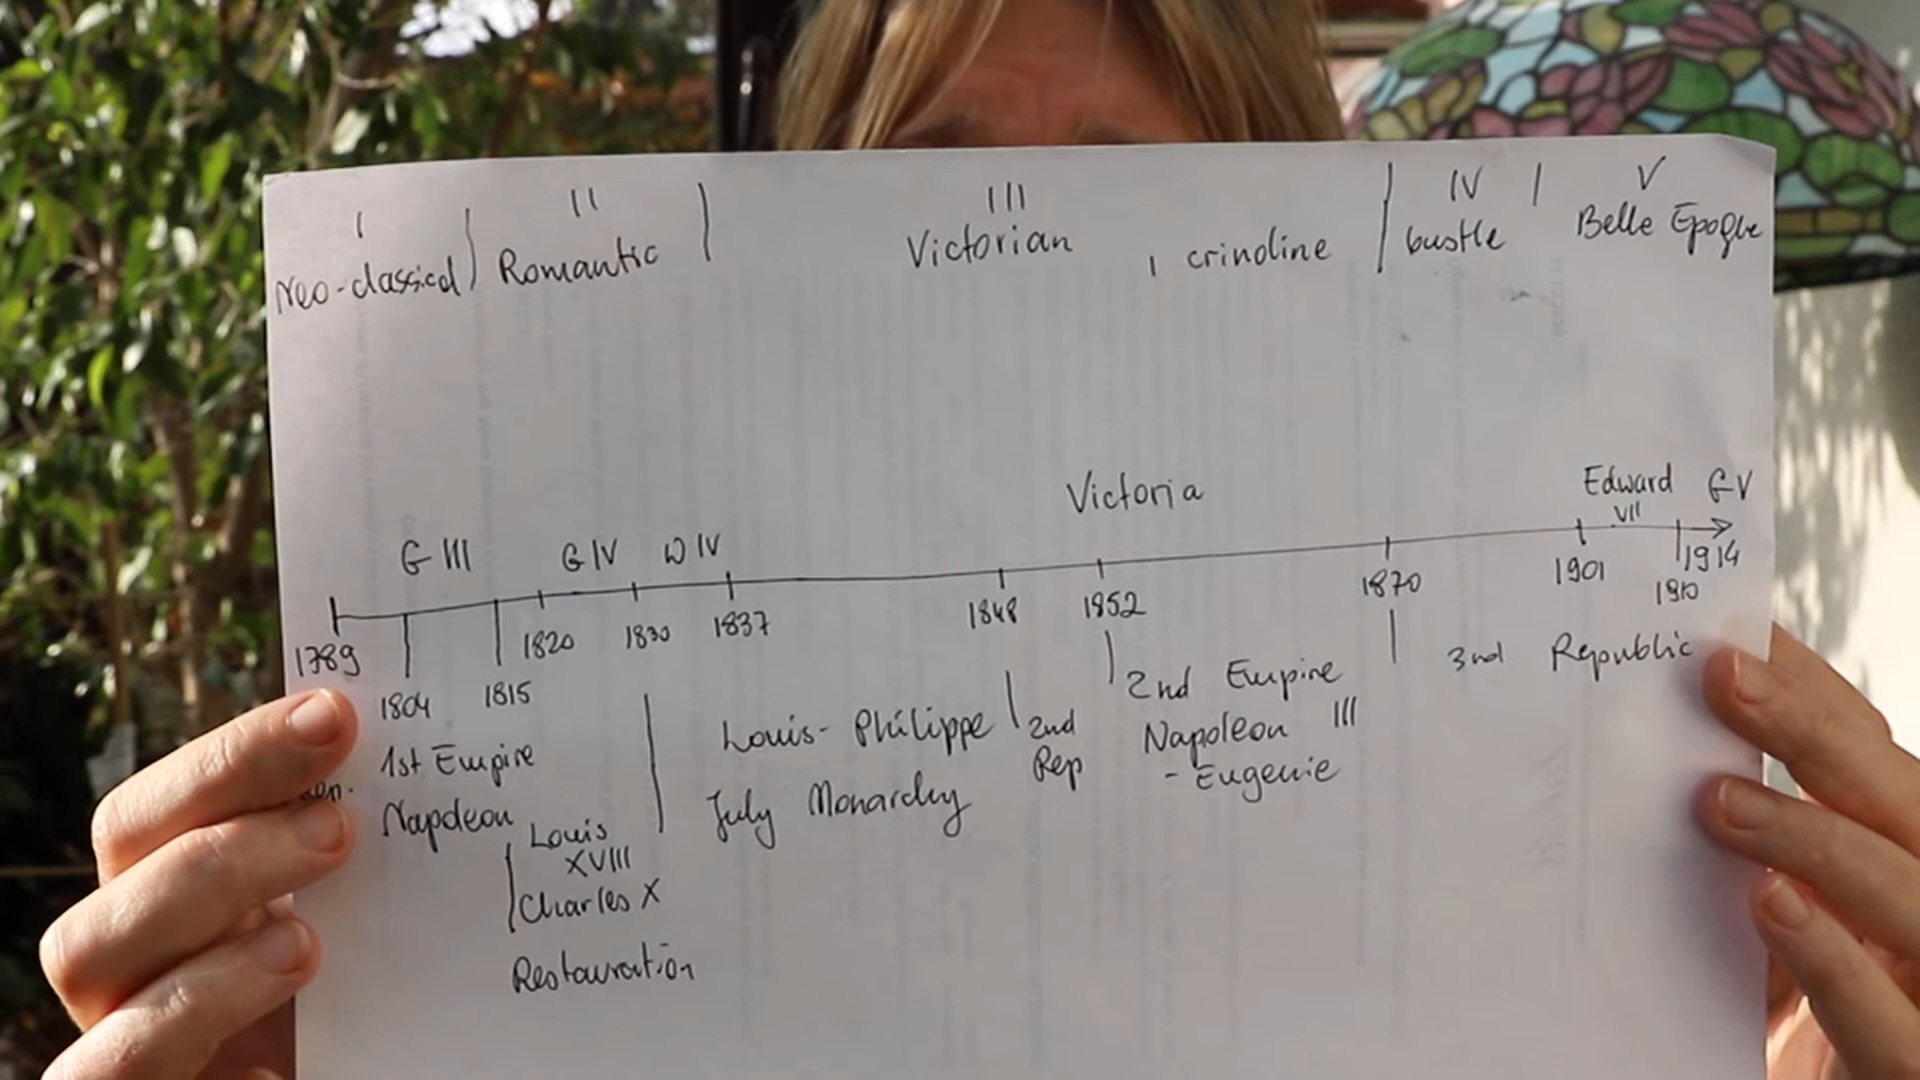 I II III IV V
Neo-classical Romantic Victorian crinoline bustle Belle Epoqhe
Victoria Edward VII G V
G III G IV W IV
1789 1804 1815 1820 1830 1837 1848 1852 1870 1901 1910 1914
1st Empire
Napoleon
Louis
XVIII
Charles X
Restauration
Louis-Philippe
July Monarchy
2nd
Rep
2nd Empire
Napoleon III
- Eugenie
3nd Republic